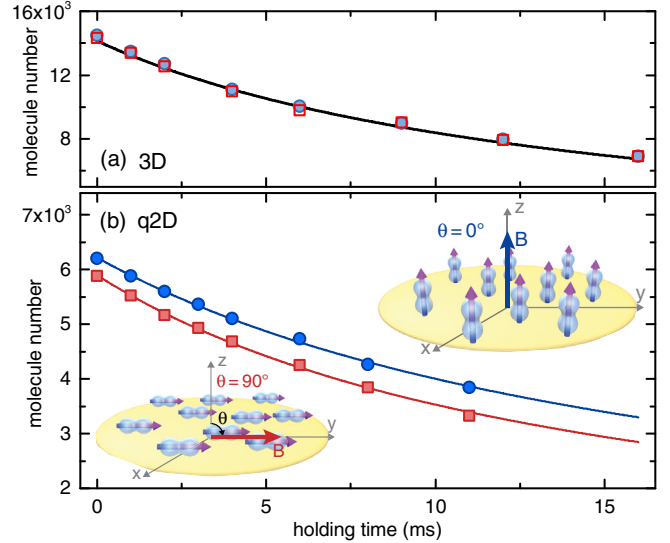 16x10³
12
8
molecule number
(a) 3D
7x10³
6
5
4
3
2
molecule number
(b) q2D
z
θ = 0°
B
y
x
z
θ = 90°
θ
y
B
x
0
5
10
15
holding time (ms)